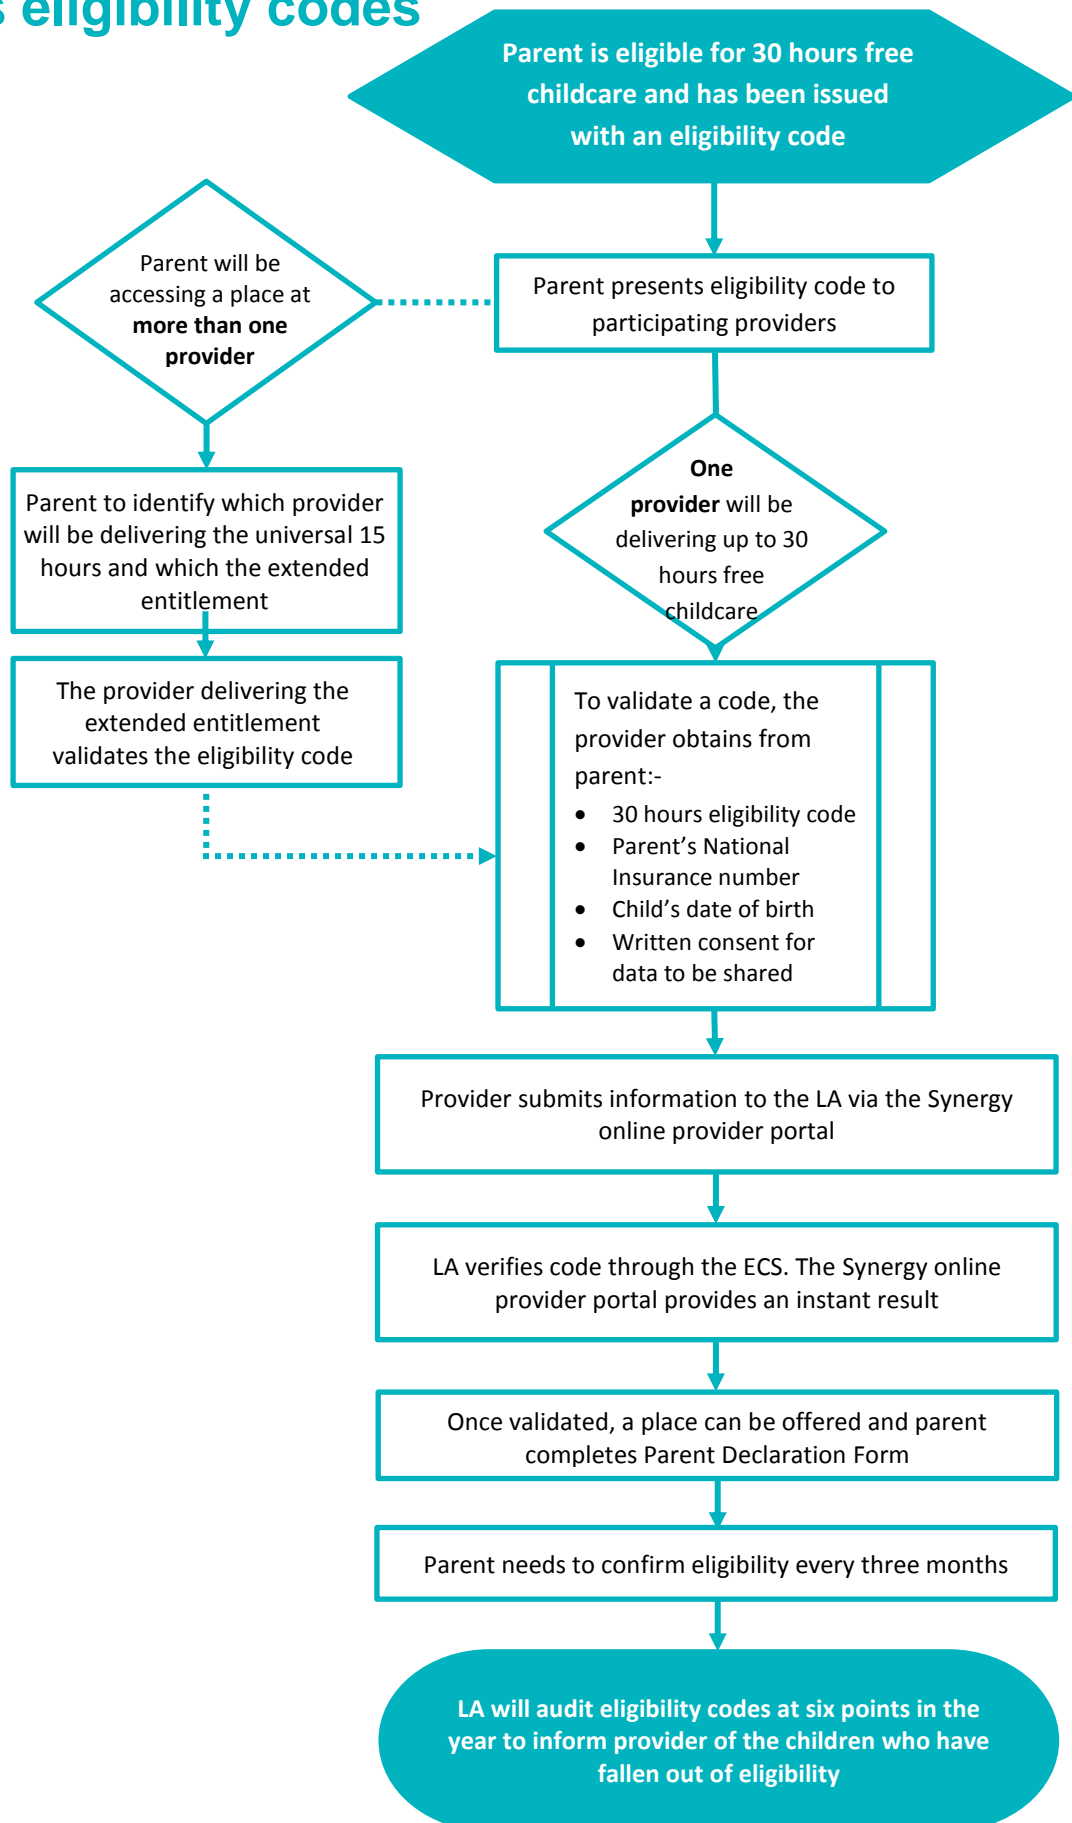 s eligibility codes
Parent is eligible for 30 hours free
childcare and has been issued
with an eligibility code
Parent will be
accessing a place at
more than one
provider
Parent presents eligibility code to
participating providers
Parent to identify which provider
will be delivering the universal 15
hours and which the extended
entitlement
One
provider will be
delivering up to 30
hours free
childcare
The provider delivering the
extended entitlement
validates the eligibility code
To validate a code, the
provider obtains from
parent:-
• 30 hours eligibility code
• Parent’s National
Insurance number
• Child’s date of birth
• Written consent for
data to be shared
Provider submits information to the LA via the Synergy
online provider portal
LA verifies code through the ECS. The Synergy online
provider portal provides an instant result
Once validated, a place can be offered and parent
completes Parent Declaration Form
Parent needs to confirm eligibility every three months
LA will audit eligibility codes at six points in the
year to inform provider of the children who have
fallen out of eligibility